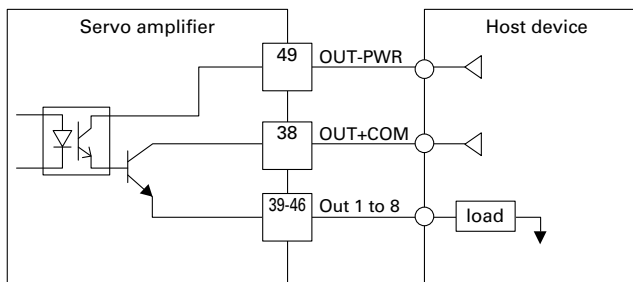 Servo amplifier
Host device
49
OUT-PWR
38
OUT+COM
39-46
Out 1 to 8
load